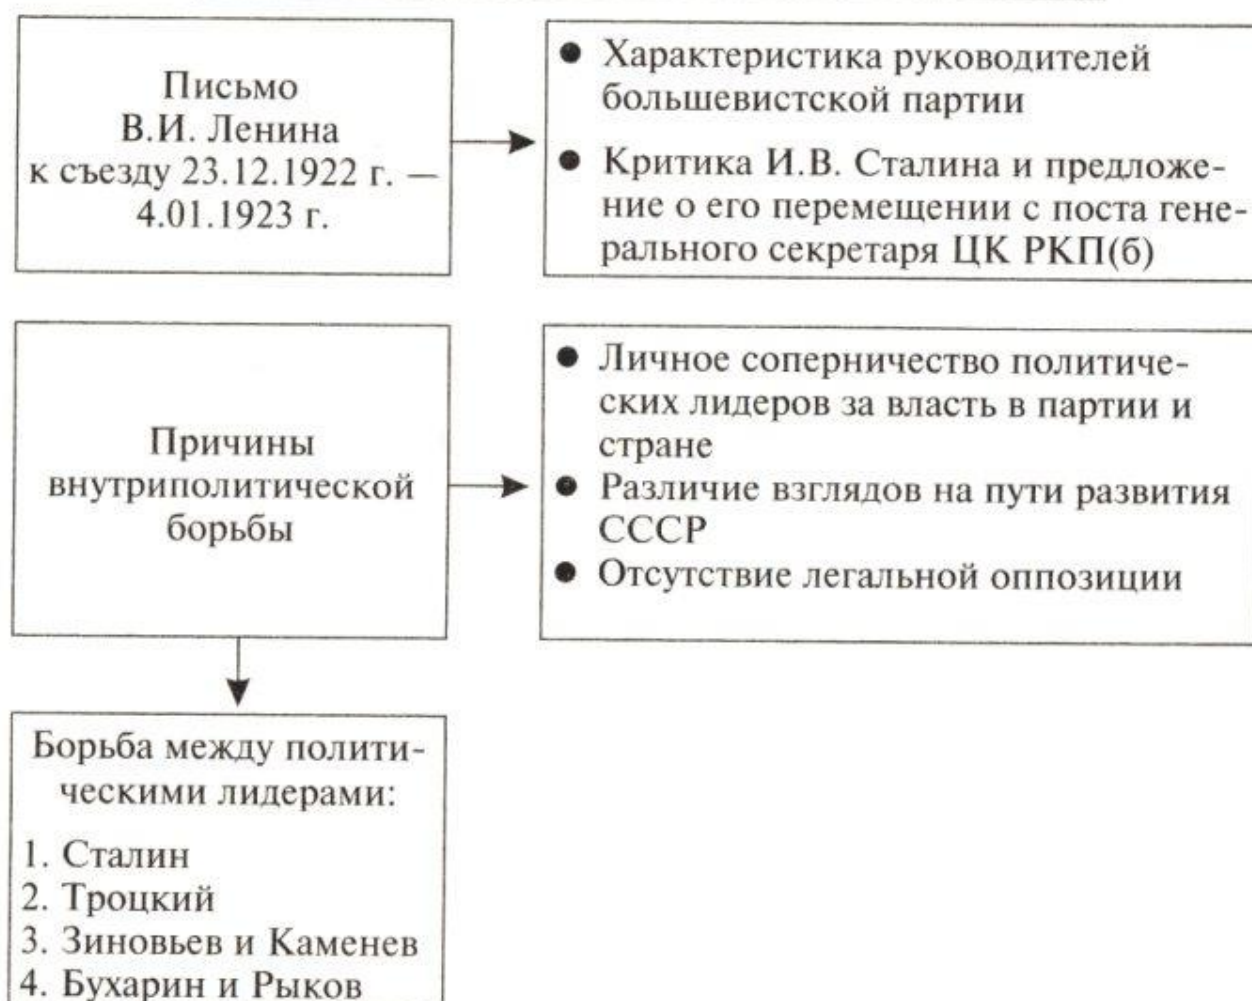 Письмо
В.И. Ленина
к съезду 23.12.1922 г. —
4.01.1923 г.
● Характеристика руководителей
большевистской партии
● Критика И.В. Сталина и предложе-
ние о его перемещении с поста гене-
рального секретаря ЦК РКП(б)
Причины
внутриполитической
борьбы
● Личное соперничество политиче-
ских лидеров за власть в партии и
стране
● Различие взглядов на пути развития
СССР
● Отсутствие легальной оппозиции
Борьба между полити-
ческими лидерами:
1. Сталин
2. Троцкий
3. Зиновьев и Каменев
4. Бухарин и Рыков